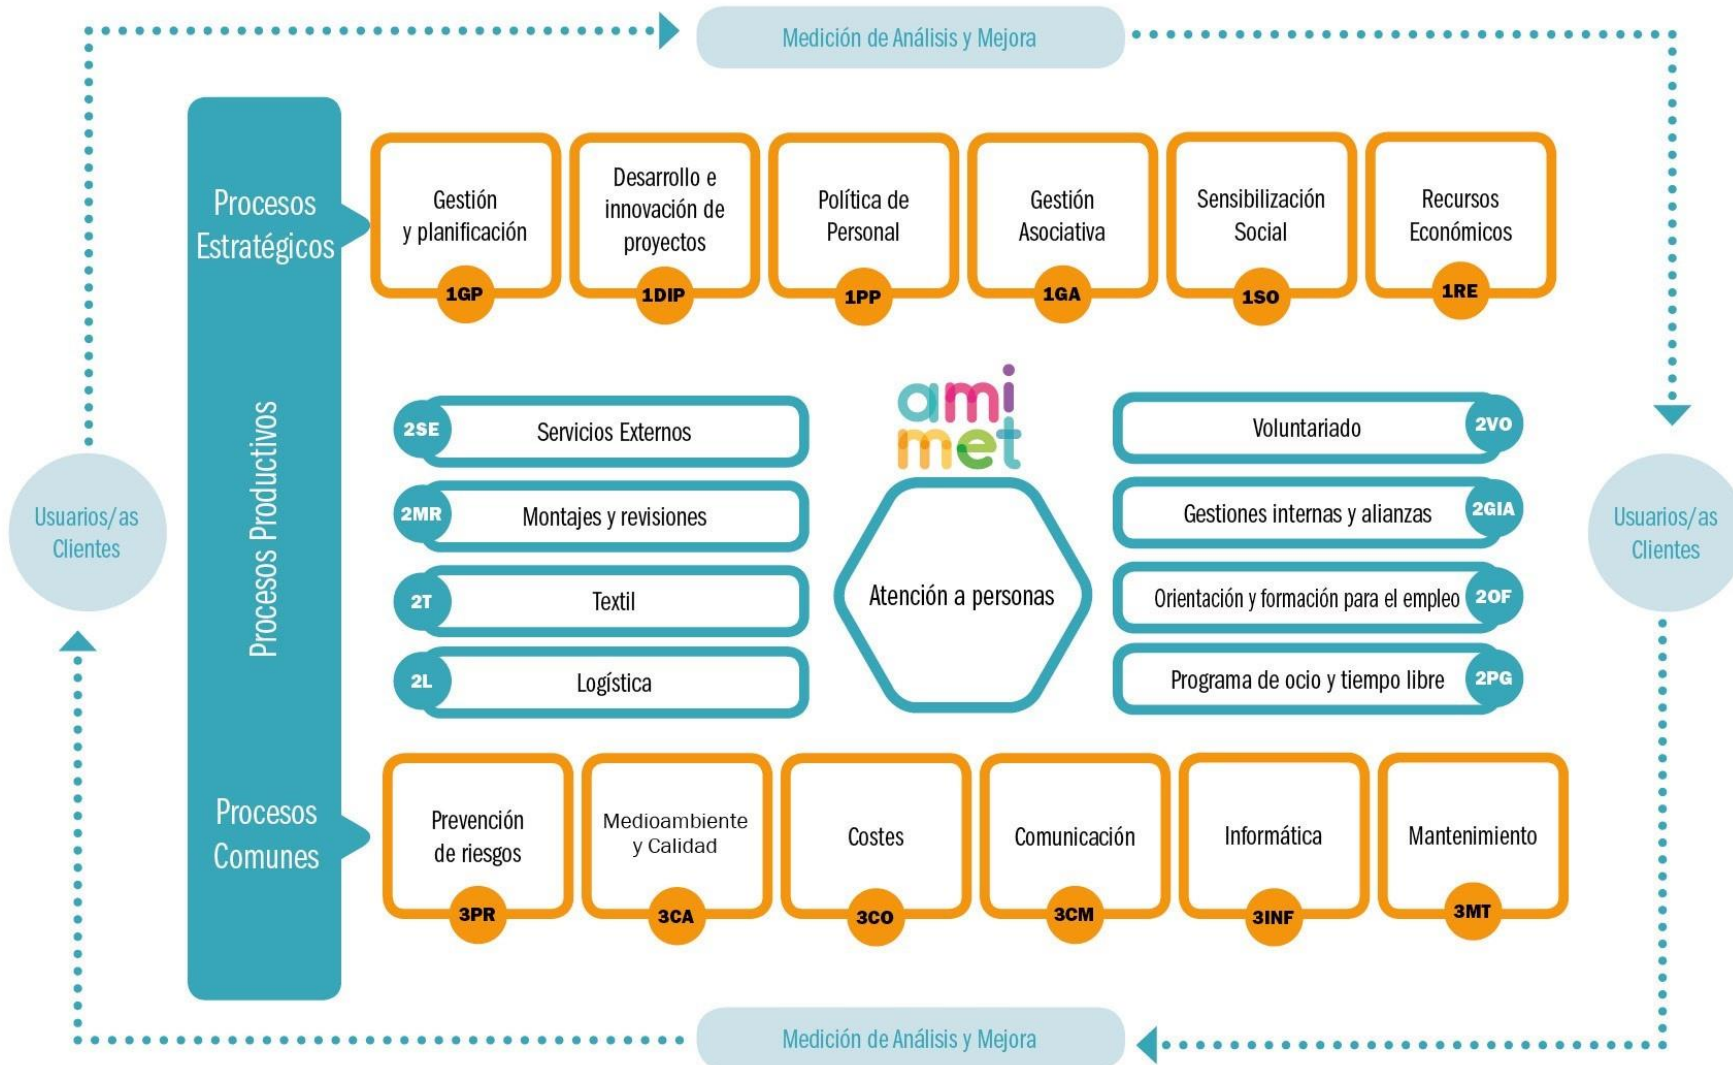 Medición de Análisis y Mejora
Procesos
Estratégicos
Gestión
y planificación
1GP
Desarrollo e
innovación de
proyectos
1DIP
Política de
Personal
1PP
Gestión
Asociativa
1GA
Sensibilización
Social
1SO
Recursos
Económicos
1RE
Usuarios/as
Clientes
Procesos Productivos
2SE
Servicios Externos
2MR
Montajes y revisiones
2T
Textil
2L
Logística
ami
met
Atención a personas
Voluntariado
2VO
Gestiones internas y alianzas
2GIA
Orientación y formación para el empleo
2OF
Programa de ocio y tiempo libre
2PG
Usuarios/as
Clientes
Procesos
Comunes
Prevención
de riesgos
3PR
Medioambiente
y Calidad
3CA
Costes
3CO
Comunicación
3CM
Informática
3INF
Mantenimiento
3MT
Medición de Análisis y Mejora